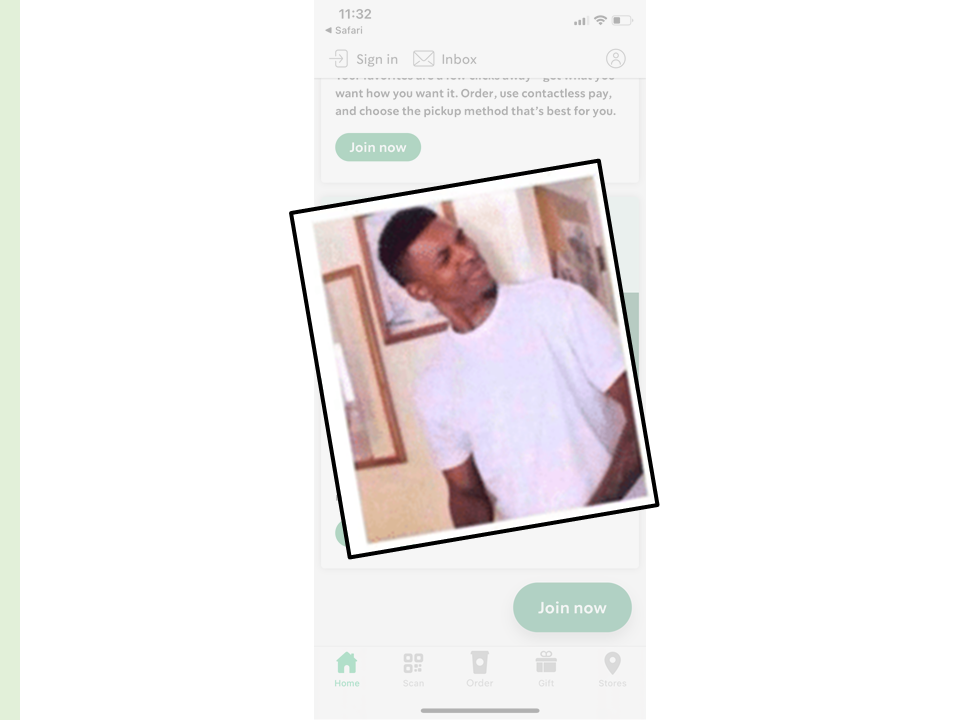 11:32
◀ Safari
Sign in
Inbox
want how you want it. Order, use contactless pay,
and choose the pickup method that's best for you.
Join now
Join now
Home
Scan
Order
Gift
Stores